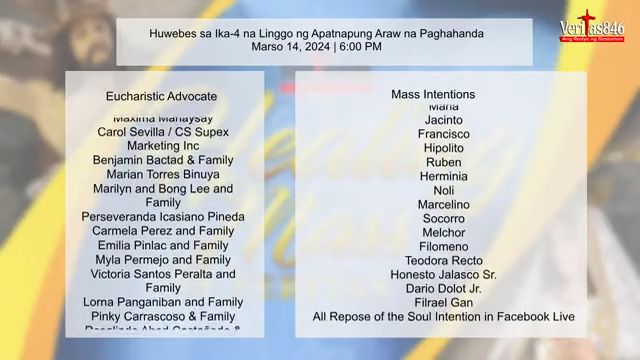 Huwebes sa Ika-4 na Linggo ng Apatnapung Araw na Paghahanda
Marso 14, 2024 | 6:00 PM
Veritas846
Ang Radyo ng Simbahan
Eucharistic Advocate
Maxima Manaysay
Carol Sevilla / CS Supex
Marketing Inc
Benjamin Bactad & Family
Marian Torres Binuya
Marilyn and Bong Lee and
Family
Perseveranda Icasiano Pineda
Carmela Perez and Family
Emilia Pinlac and Family
Myla Permejo and Family
Victoria Santos Peralta and
Family
Lorna Panganiban and Family
Pinky Carrascoso & Family
Mass Intentions
Maria
Jacinto
Francisco
Hipolito
Ruben
Herminia
Noli
Marcelino
Socorro
Melchor
Filomeno
Teodora Recto
Honesto Jalasco Sr.
Dario Dolot Jr.
Filrael Gan
All Repose of the Soul Intention in Facebook Live